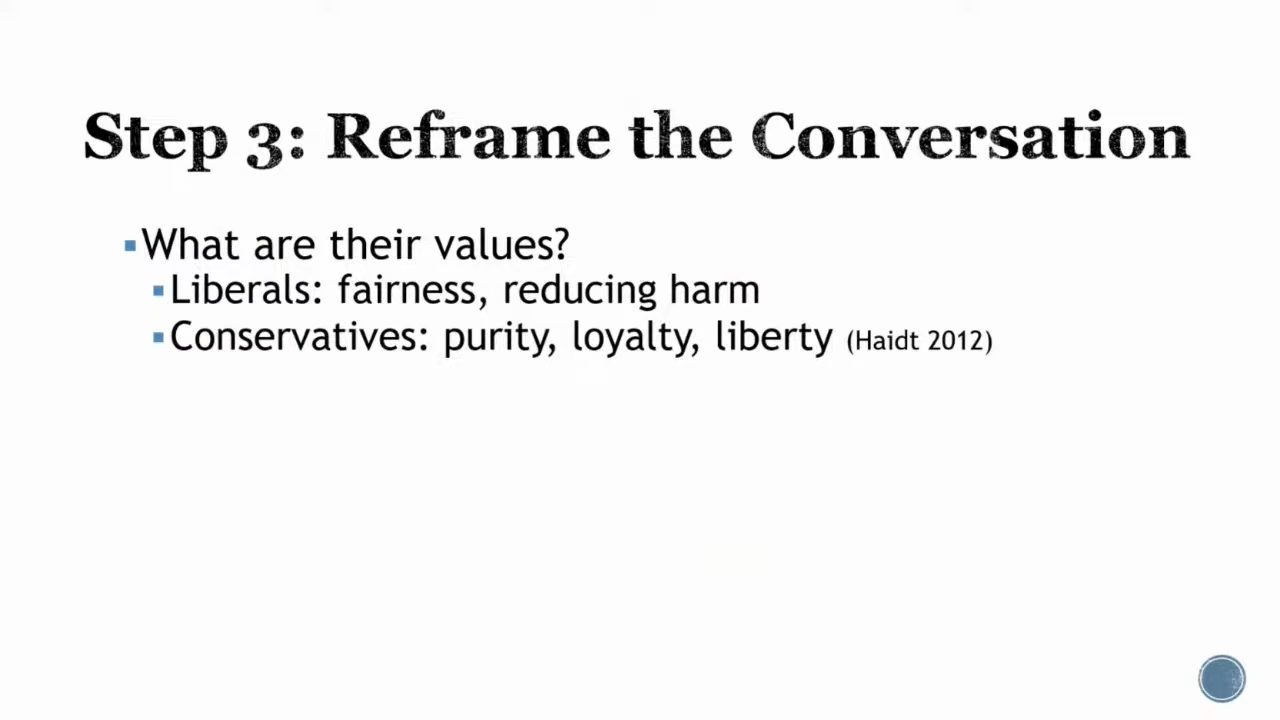 Step 3: Reframe the Conversation
What are their values?
Liberals: fairness, reducing harm
Conservatives: purity, loyalty, liberty (Haidt 2012)